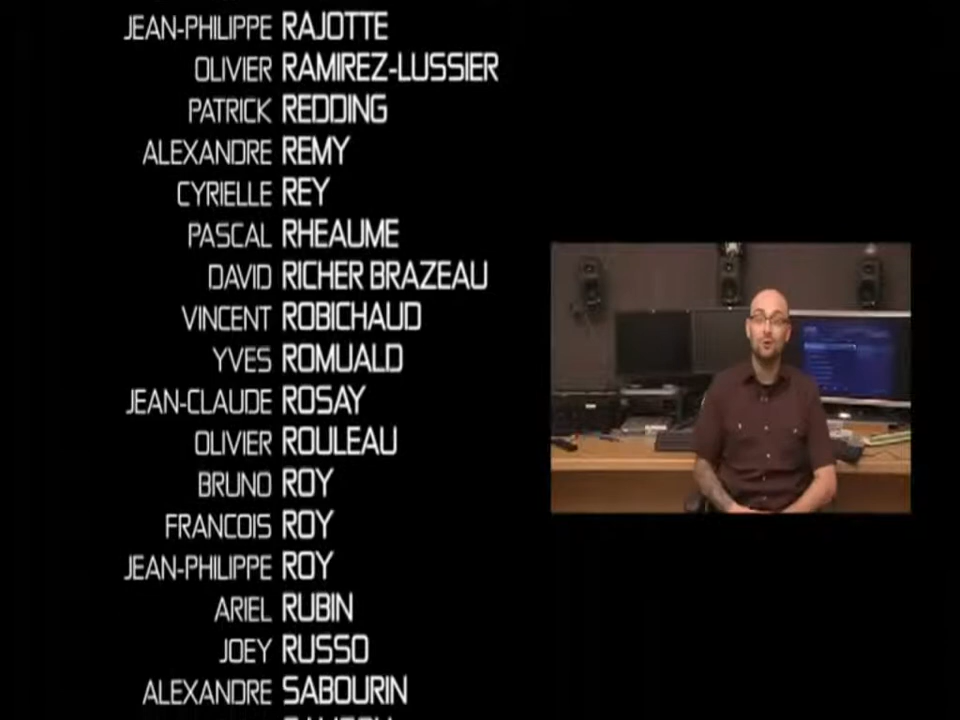 JEAN-PHILIPPE RAJOTTE
OLIVIER RAMIREZ-LUSSIER
PATRICK REDDING
ALEXANDRE REMY
CYRIELLE REY
PASCAL RHEAUME
DAVID RICHER BRAZEAU
VINCENT ROBICHAUD
YVES ROMUALD
JEAN-CLAUDE ROSAY
OLIVIER ROULEAU
BRUNO ROY
FRANCOIS ROY
JEAN-PHILIPPE ROY
ARIEL RUBIN
JOEY RUSSO
ALEXANDRE SABOURIN